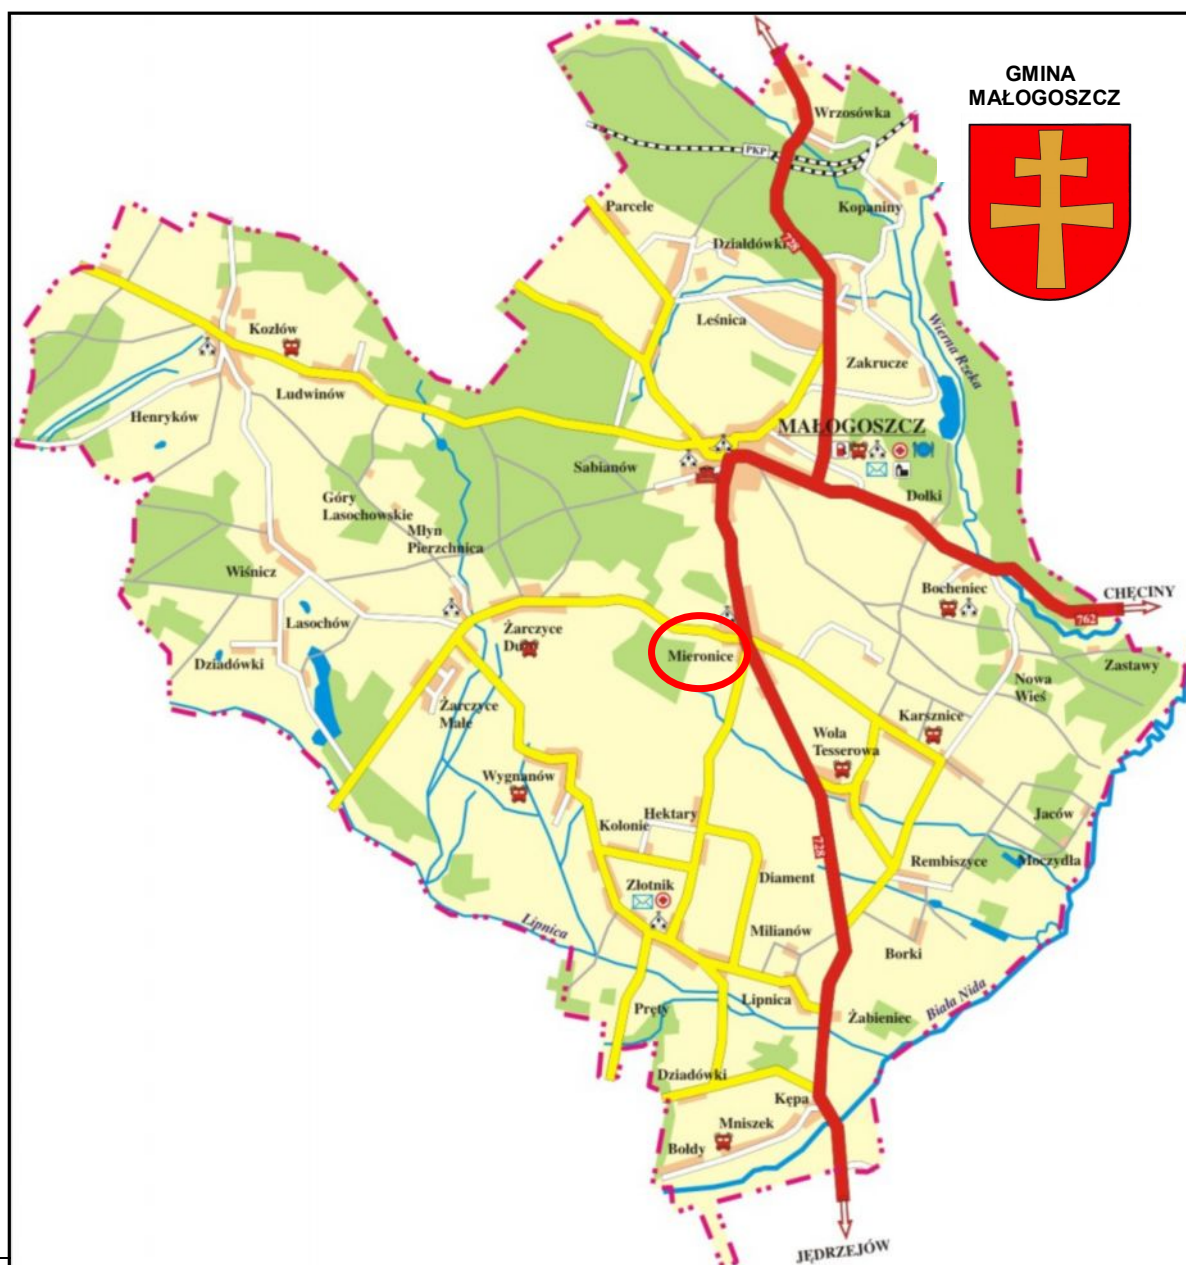 GMINA
MAŁOGOSZCZ
Wrzosówka
PKP
Parcele
Kopaniny
728
Działdówki
Leśnica
Wierna Rzeka
Kozłów
Zakrucze
Ludwinów
Henryków
MAŁOGOSZCZ
Sabianów
Dołki
Góry
Lasochowskie
Młyn
Pierzchnica
Wiśnicz
Bocheniec
CHĘCINY
762
Lasochów
Żarczyce
Duże
Mieronice
Dziadówki
Zastawy
Nowa
Wieś
Żarczyce
Małe
Karsznice
Wola
Tesserowa
Wygnanów
Hektary
Kolonie
Jaców
728
Rembiszyce
Moczydła
Złotnik
Diament
Lipnica
Milianów
Borki
Pręty
Lipnica
Żabieniec
Biała Nida
Dziadówki
Kępa
Mniszek
Bołdy
JĘDRZEJÓW